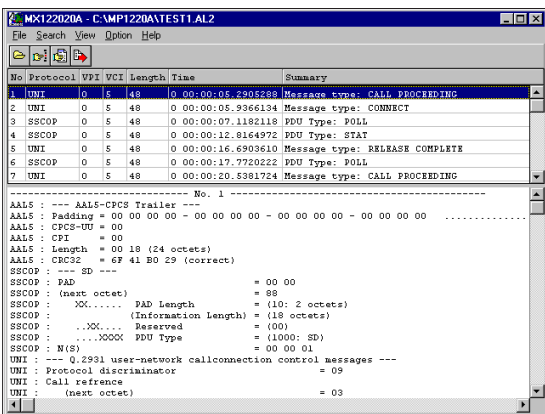 MX122020A - C:\MP1220A\TEST1.AL2
File Search View Option Help
No Protocol VPI VCI Length Time Summary
1 UNI 0 5 48 0 00:00:05.2905288 Message type: CALL PROCEEDING
2 UNI 0 5 48 0 00:00:05.9366134 Message type: CONNECT
3 SSCOP 0 5 48 0 00:00:07.1182118 PDU Type: POLL
4 SSCOP 0 5 48 0 00:00:12.8164972 PDU Type: STAT
5 UNI 0 5 48 0 00:00:16.6903610 Message type: RELEASE COMPLETE
6 SSCOP 0 5 48 0 00:00:17.7720222 PDU Type: POLL
7 UNI 0 5 48 0 00:00:20.5381724 Message type: CALL PROCEEDING
------------------------------ No. 1 ------------------------------------------
AAL5 : --- AAL5-CPCS Trailer ---
AAL5 : Padding = 00 00 00 00 - 00 00 00 00 - 00 00 00 00 - 00 00 00 00 ..............
AAL5 : CPCS-UU = 00
AAL5 : CPI = 00
AAL5 : Length = 00 18 (24 octets)
AAL5 : CRC32 = 6F 41 B0 29 (correct)
SSCOP : --- SD ---
SSCOP : PAD = 00 00
SSCOP : (next octet) = 88
SSCOP : XX...... PAD Length = (10: 2 octets)
SSCOP : (Information Length) = (18 octets)
SSCOP : ..XX.... Reserved = (00)
SSCOP : ....XXXX PDU Type = (1000: SD)
SSCOP : N(S) = 00 00 01
UNI : --- Q.2931 user-network callconnection control messages ---
UNI : Protocol discriminator = 09
UNI : Call refrence
UNI : (next octet) = 03